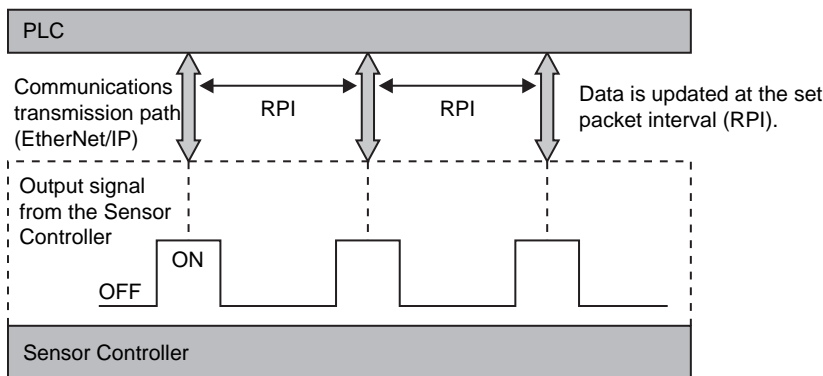 PLC
Communications
transmission path
(EtherNet/IP)
RPI
RPI
Data is updated at the set
packet interval (RPI).
Output signal
from the Sensor
Controller
ON
OFF
Sensor Controller